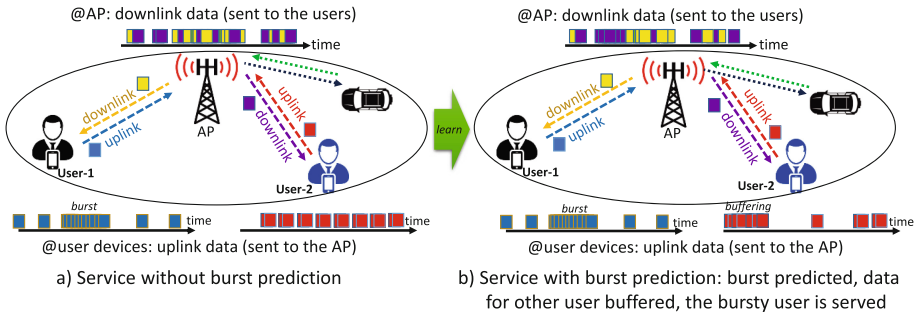 @AP: downlink data (sent to the users)
time
downlink
uplink
AP
uplink
downlink
User-1
User-2
burst
time
time
@user devices: uplink data (sent to the AP)
a) Service without burst prediction
learn
@AP: downlink data (sent to the users)
time
downlink
uplink
AP
uplink
downlink
User-1
User-2
burst
time
buffering
time
@user devices: uplink data (sent to the AP)
b) Service with burst prediction: burst predicted, data
for other user buffered, the bursty user is served